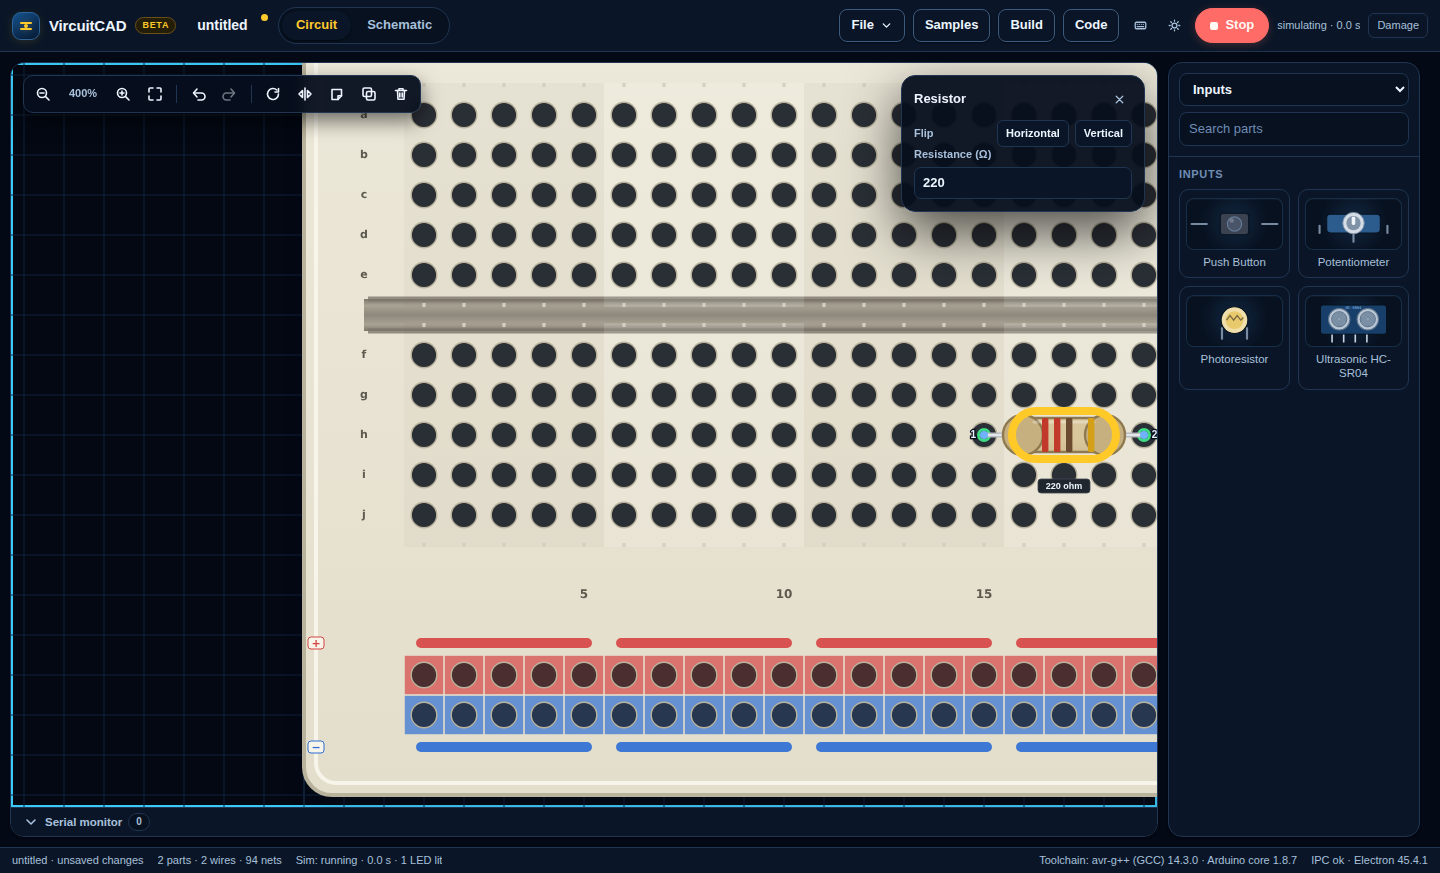 VircuitCAD BETA untitled Circuit Schematic File Samples Build Code Stop simulating · 0.0 s Damage
400%
Resistor
Flip Horizontal Vertical
Resistance (Ω)
220
a
b
c
d
e
f
g
h
i
j
1 2
220 ohm
5 10 15
+
−
Inputs
Search parts
INPUTS
Push Button Potentiometer
Photoresistor Ultrasonic HC-
SR04
Serial monitor 0
untitled · unsaved changes 2 parts · 2 wires · 94 nets Sim: running · 0.0 s · 1 LED lit Toolchain: avr-g++ (GCC) 14.3.0 · Arduino core 1.8.7 IPC ok · Electron 45.4.1